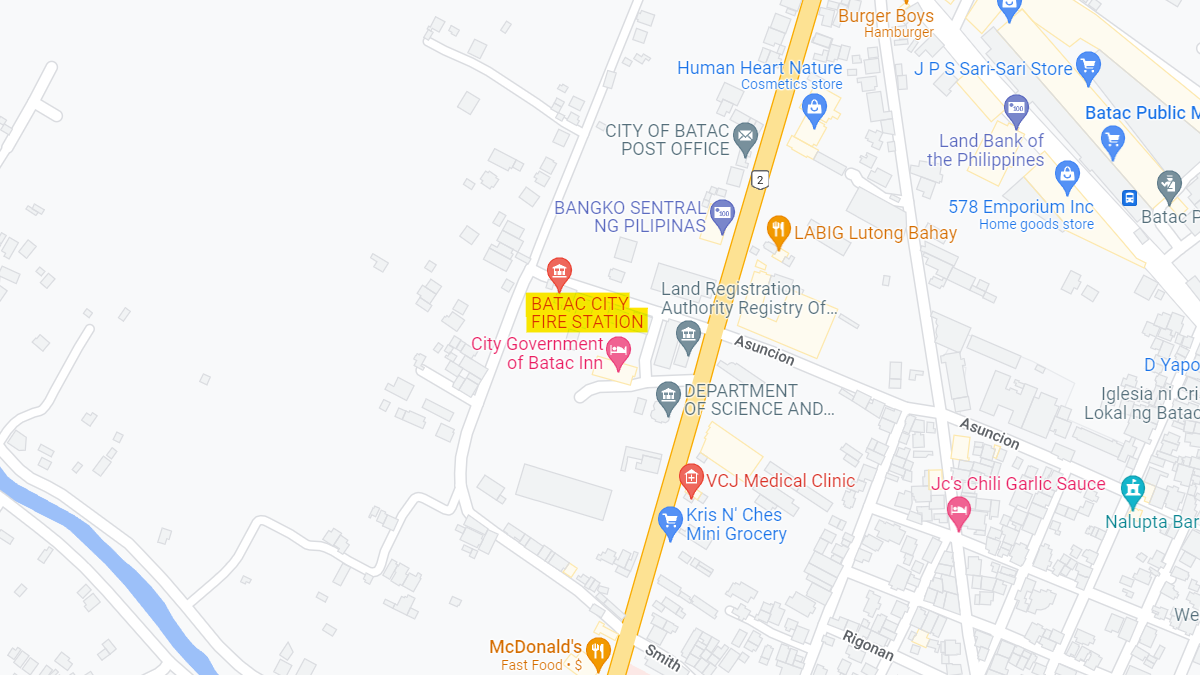 Burger Boys
Hamburger
Human Heart Nature
Cosmetics store
J P S Sari-Sari Store
Batac Public M
CITY OF BATAC
POST OFFICE
Land Bank of
the Philippines
2
BANGKO SENTRAL
NG PILIPINAS
578 Emporium Inc
Home goods store
Batac P
LABIG Lutong Bahay
BATAC CITY
FIRE STATION
Land Registration
Authority Registry Of...
City Government
of Batac Inn
Asuncion
D Yapo
DEPARTMENT
OF SCIENCE AND...
Iglesia ni Cri
Lokal ng Batac
Asuncion
VCJ Medical Clinic
Jc's Chili Garlic Sauce
Kris N' Ches
Mini Grocery
Nalupta Bar
We
McDonald's
Fast Food • $
Smith
Rigonan